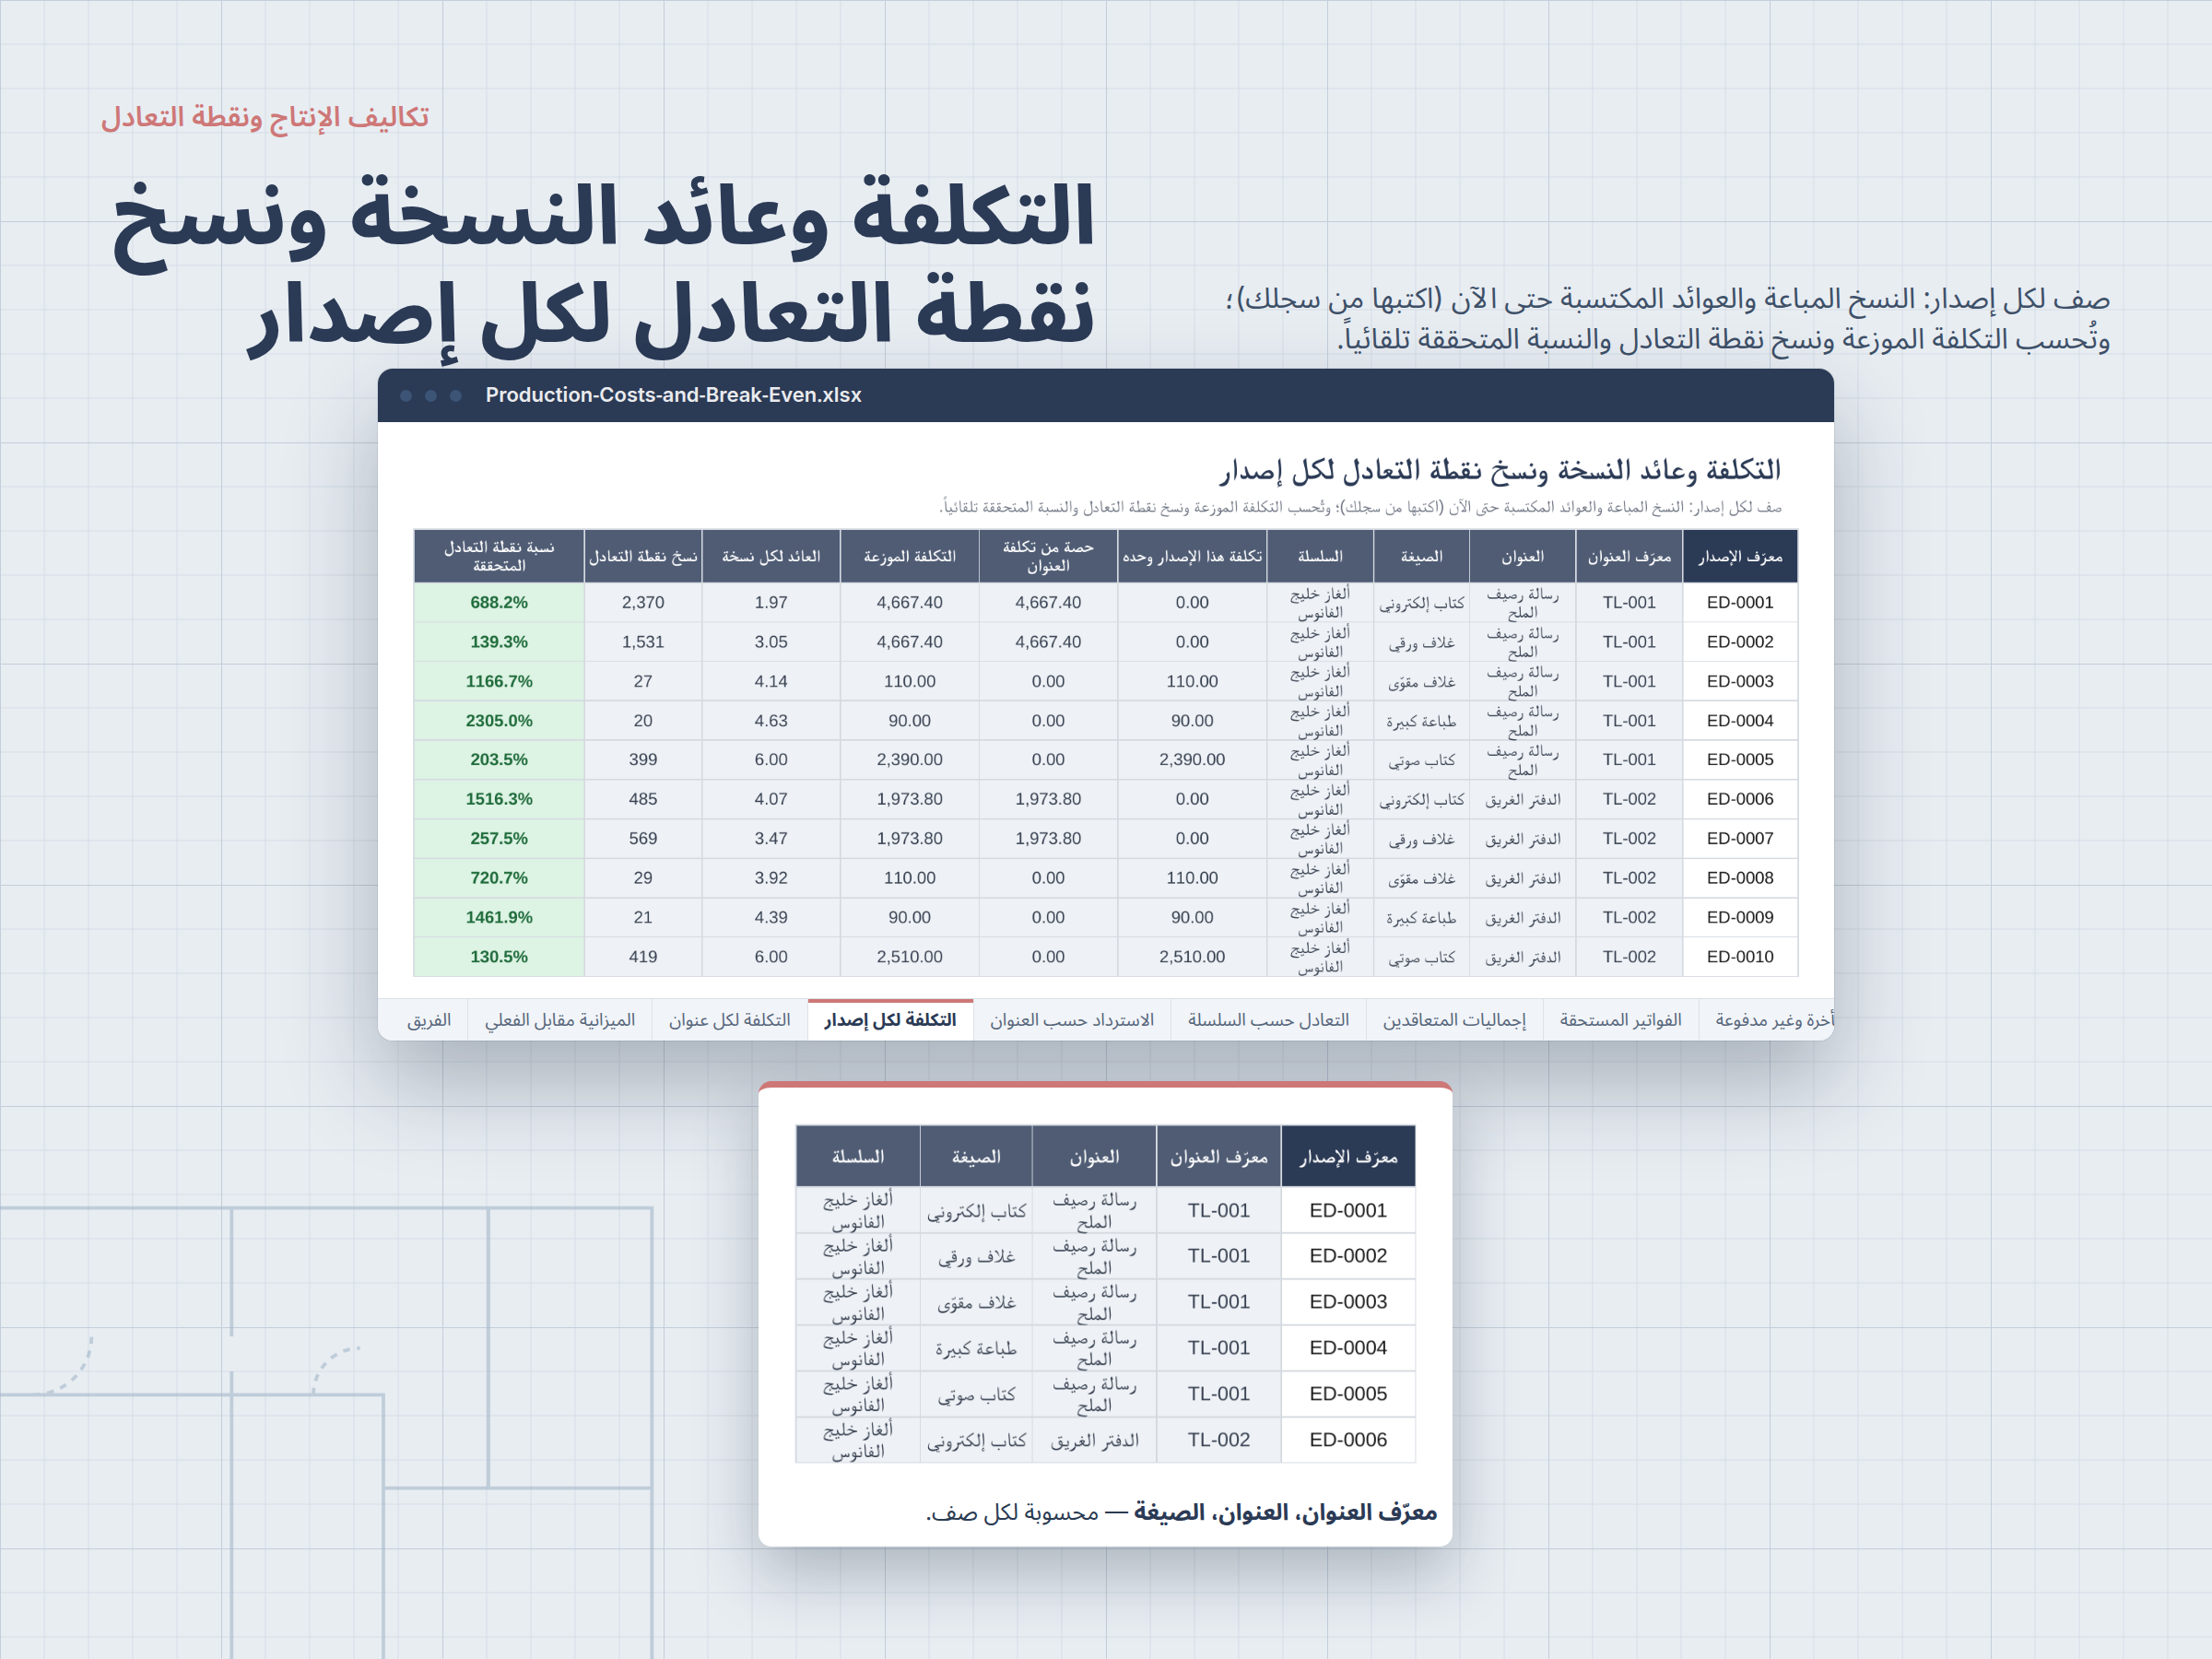 تكاليف الإنتاج ونقطة التعادل
التكلفة وعائد النسخة ونسخ
نقطة التعادل لكل إصدار
صف لكل إصدار: النسخ المباعة والعوائد المكتسبة حتى الآن (اكتبها من سجلك)؛
وتُحسب التكلفة الموزعة ونسخ نقطة التعادل والنسبة المتحققة تلقائياً.
Production-Costs-and-Break-Even.xlsx
التكلفة وعائد النسخة ونسخ نقطة التعادل لكل إصدار
صف لكل إصدار: النسخ المباعة والعوائد المكتسبة حتى الآن (اكتبها من سجلك)؛ وتُحسب التكلفة الموزعة ونسخ نقطة التعادل والنسبة المتحققة تلقائياً.
معرّف الإصدار معرّف العنوان العنوان الصيغة السلسلة تكلفة هذا الإصدار وحده حصة من تكلفة العنوان التكلفة الموزعة العائد لكل نسخة نسخ نقطة التعادل نسبة نقطة التعادل المتحققة
ED-0001 TL-001 رسالة رصيف الملح كتاب إلكتروني ألغاز خليج الفانوس 0.00 4,667.40 4,667.40 1.97 2,370 688.2%
ED-0002 TL-001 رسالة رصيف الملح غلاف ورقي ألغاز خليج الفانوس 0.00 4,667.40 4,667.40 3.05 1,531 139.3%
ED-0003 TL-001 رسالة رصيف الملح غلاف مقوّى ألغاز خليج الفانوس 110.00 0.00 110.00 4.14 27 1166.7%
ED-0004 TL-001 رسالة رصيف الملح طباعة كبيرة ألغاز خليج الفانوس 90.00 0.00 90.00 4.63 20 2305.0%
ED-0005 TL-001 رسالة رصيف الملح كتاب صوتي ألغاز خليج الفانوس 2,390.00 0.00 2,390.00 6.00 399 203.5%
ED-0006 TL-002 الدفتر الغريق كتاب إلكتروني ألغاز خليج الفانوس 0.00 1,973.80 1,973.80 4.07 485 1516.3%
ED-0007 TL-002 الدفتر الغريق غلاف ورقي ألغاز خليج الفانوس 0.00 1,973.80 1,973.80 3.47 569 257.5%
ED-0008 TL-002 الدفتر الغريق غلاف مقوّى ألغاز خليج الفانوس 110.00 0.00 110.00 3.92 29 720.7%
ED-0009 TL-002 الدفتر الغريق طباعة كبيرة ألغاز خليج الفانوس 90.00 0.00 90.00 4.39 21 1461.9%
ED-0010 TL-002 الدفتر الغريق كتاب صوتي ألغاز خليج الفانوس 2,510.00 0.00 2,510.00 6.00 419 130.5%
وغير مدفوعة الفواتير المستحقة إجماليات المتعاقدين التعادل حسب السلسلة الاسترداد حسب العنوان التكلفة لكل إصدار التكلفة لكل عنوان الميزانية مقابل الفعلي الفريق
معرّف الإصدار معرّف العنوان العنوان الصيغة السلسلة
ED-0001 TL-001 رسالة رصيف الملح كتاب إلكتروني ألغاز خليج الفانوس
ED-0002 TL-001 رسالة رصيف الملح غلاف ورقي ألغاز خليج الفانوس
ED-0003 TL-001 رسالة رصيف الملح غلاف مقوّى ألغاز خليج الفانوس
ED-0004 TL-001 رسالة رصيف الملح طباعة كبيرة ألغاز خليج الفانوس
ED-0005 TL-001 رسالة رصيف الملح كتاب صوتي ألغاز خليج الفانوس
ED-0006 TL-002 الدفتر الغريق كتاب إلكتروني ألغاز خليج الفانوس
معرّف العنوان، العنوان، الصيغة — محسوبة لكل صف.